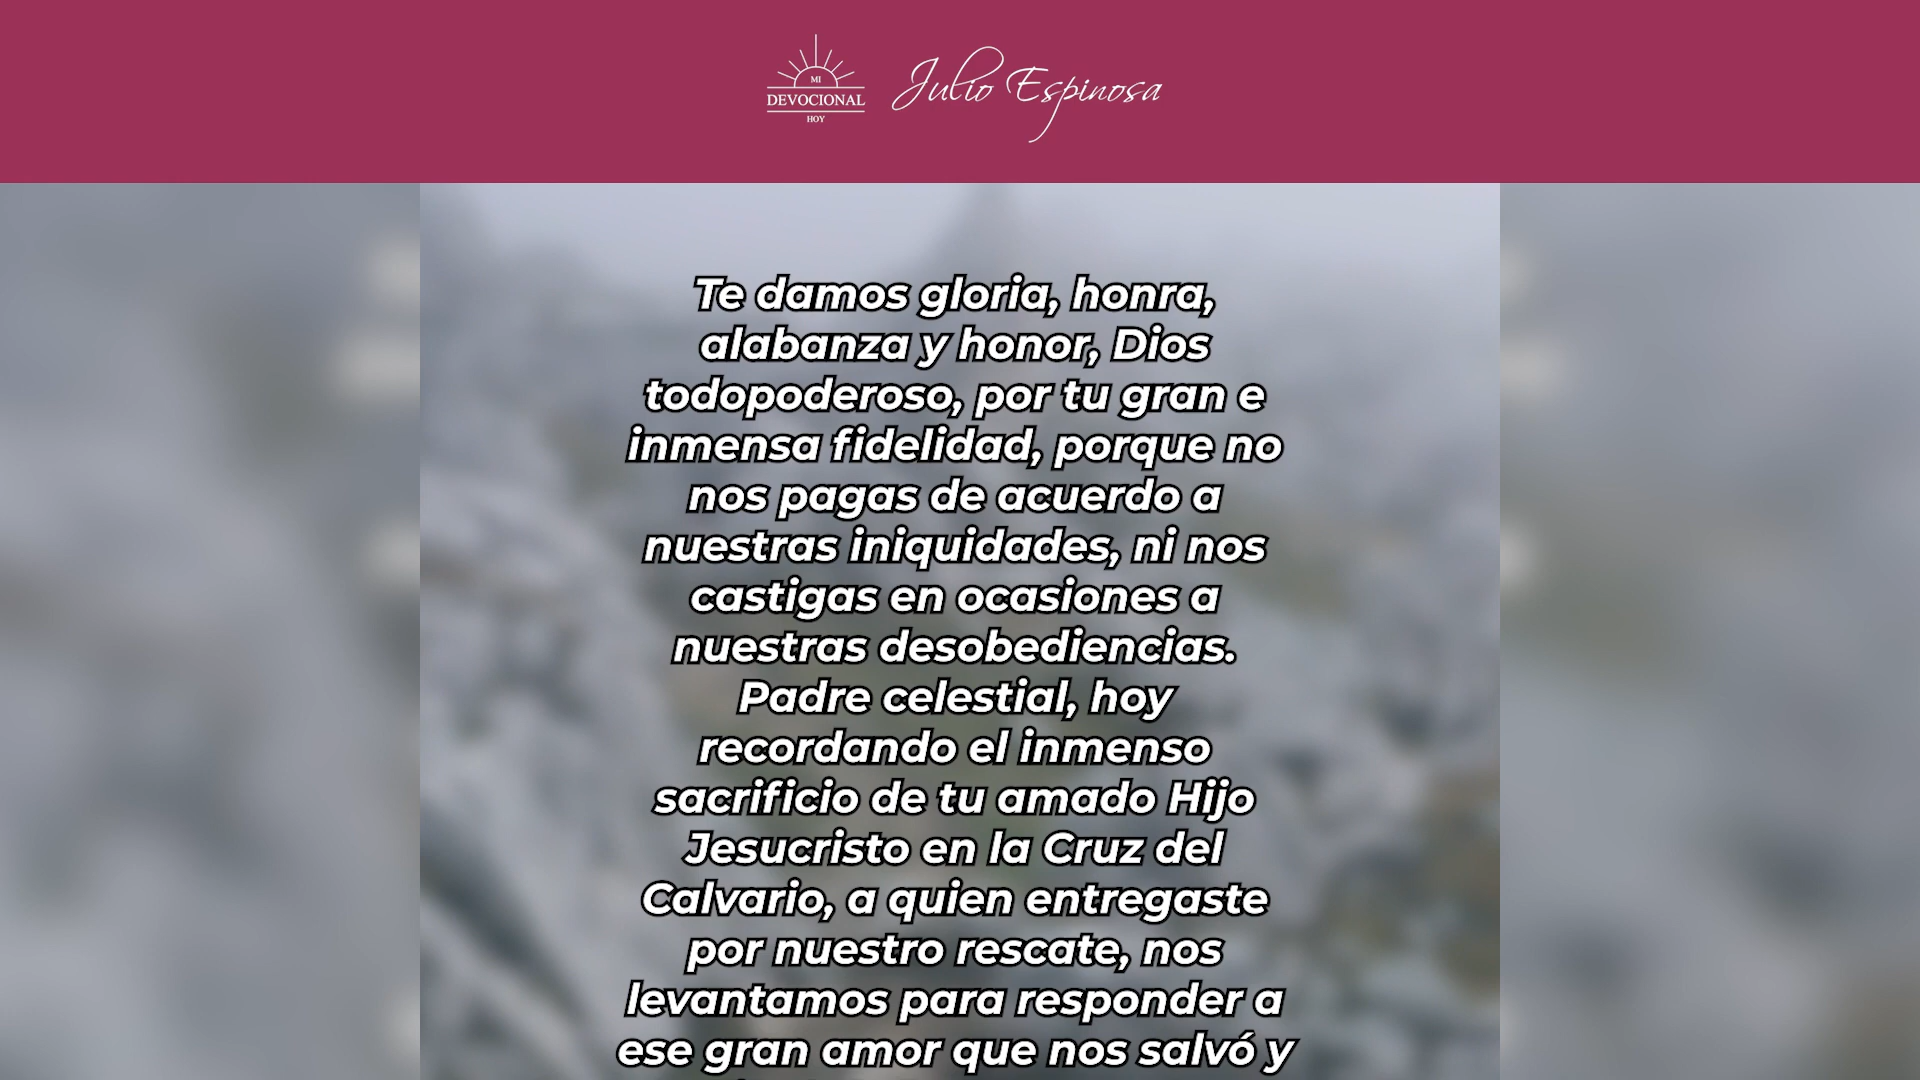 MI
DEVOCIONAL
HOY
Julio Espinosa
Te damos gloria, honra,
alabanza y honor, Dios
todopoderoso, por tu gran e
inmensa fidelidad, porque no
nos pagas de acuerdo a
nuestras iniquidades, ni nos
castigas en ocasiones a
nuestras desobediencias.
Padre celestial, hoy
recordando el inmenso
sacrificio de tu amado Hijo
Jesucristo en la Cruz del
Calvario, a quien entregaste
por nuestro rescate, nos
levantamos para responder a
ese gran amor que nos salvó y